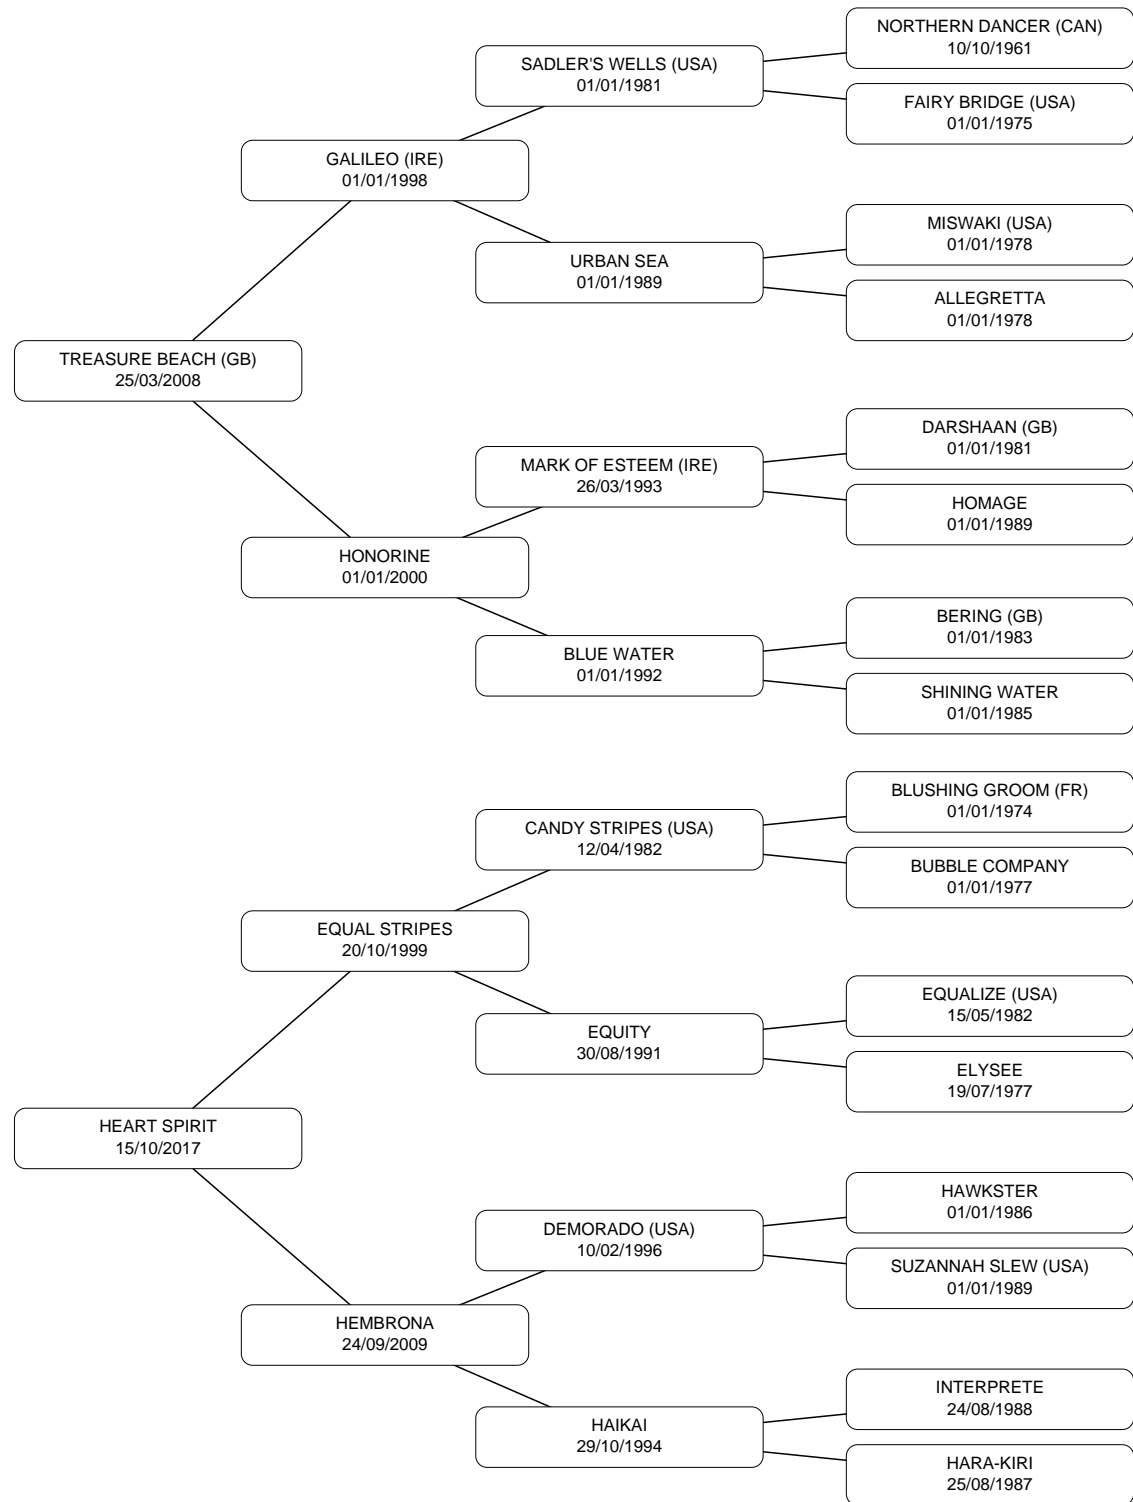 NORTHERN DANCER (CAN)
10/10/1961
SADLER'S WELLS (USA)
01/01/1981
FAIRY BRIDGE (USA)
01/01/1975
GALILEO (IRE)
01/01/1998
MISWAKI (USA)
01/01/1978
URBAN SEA
01/01/1989
ALLEGRETTA
01/01/1978
TREASURE BEACH (GB)
25/03/2008
DARSHAAN (GB)
01/01/1981
MARK OF ESTEEM (IRE)
26/03/1993
HOMAGE
01/01/1989
HONORINE
01/01/2000
BERING (GB)
01/01/1983
BLUE WATER
01/01/1992
SHINING WATER
01/01/1985
BLUSHING GROOM (FR)
01/01/1974
CANDY STRIPES (USA)
12/04/1982
BUBBLE COMPANY
01/01/1977
EQUAL STRIPES
20/10/1999
EQUALIZE (USA)
15/05/1982
EQUITY
30/08/1991
ELYSEE
19/07/1977
HEART SPIRIT
15/10/2017
HAWKSTER
01/01/1986
DEMORADO (USA)
10/02/1996
SUZANNAH SLEW (USA)
01/01/1989
HEMBRONA
24/09/2009
INTERPRETE
24/08/1988
HAIKAI
29/10/1994
HARA-KIRI
25/08/1987